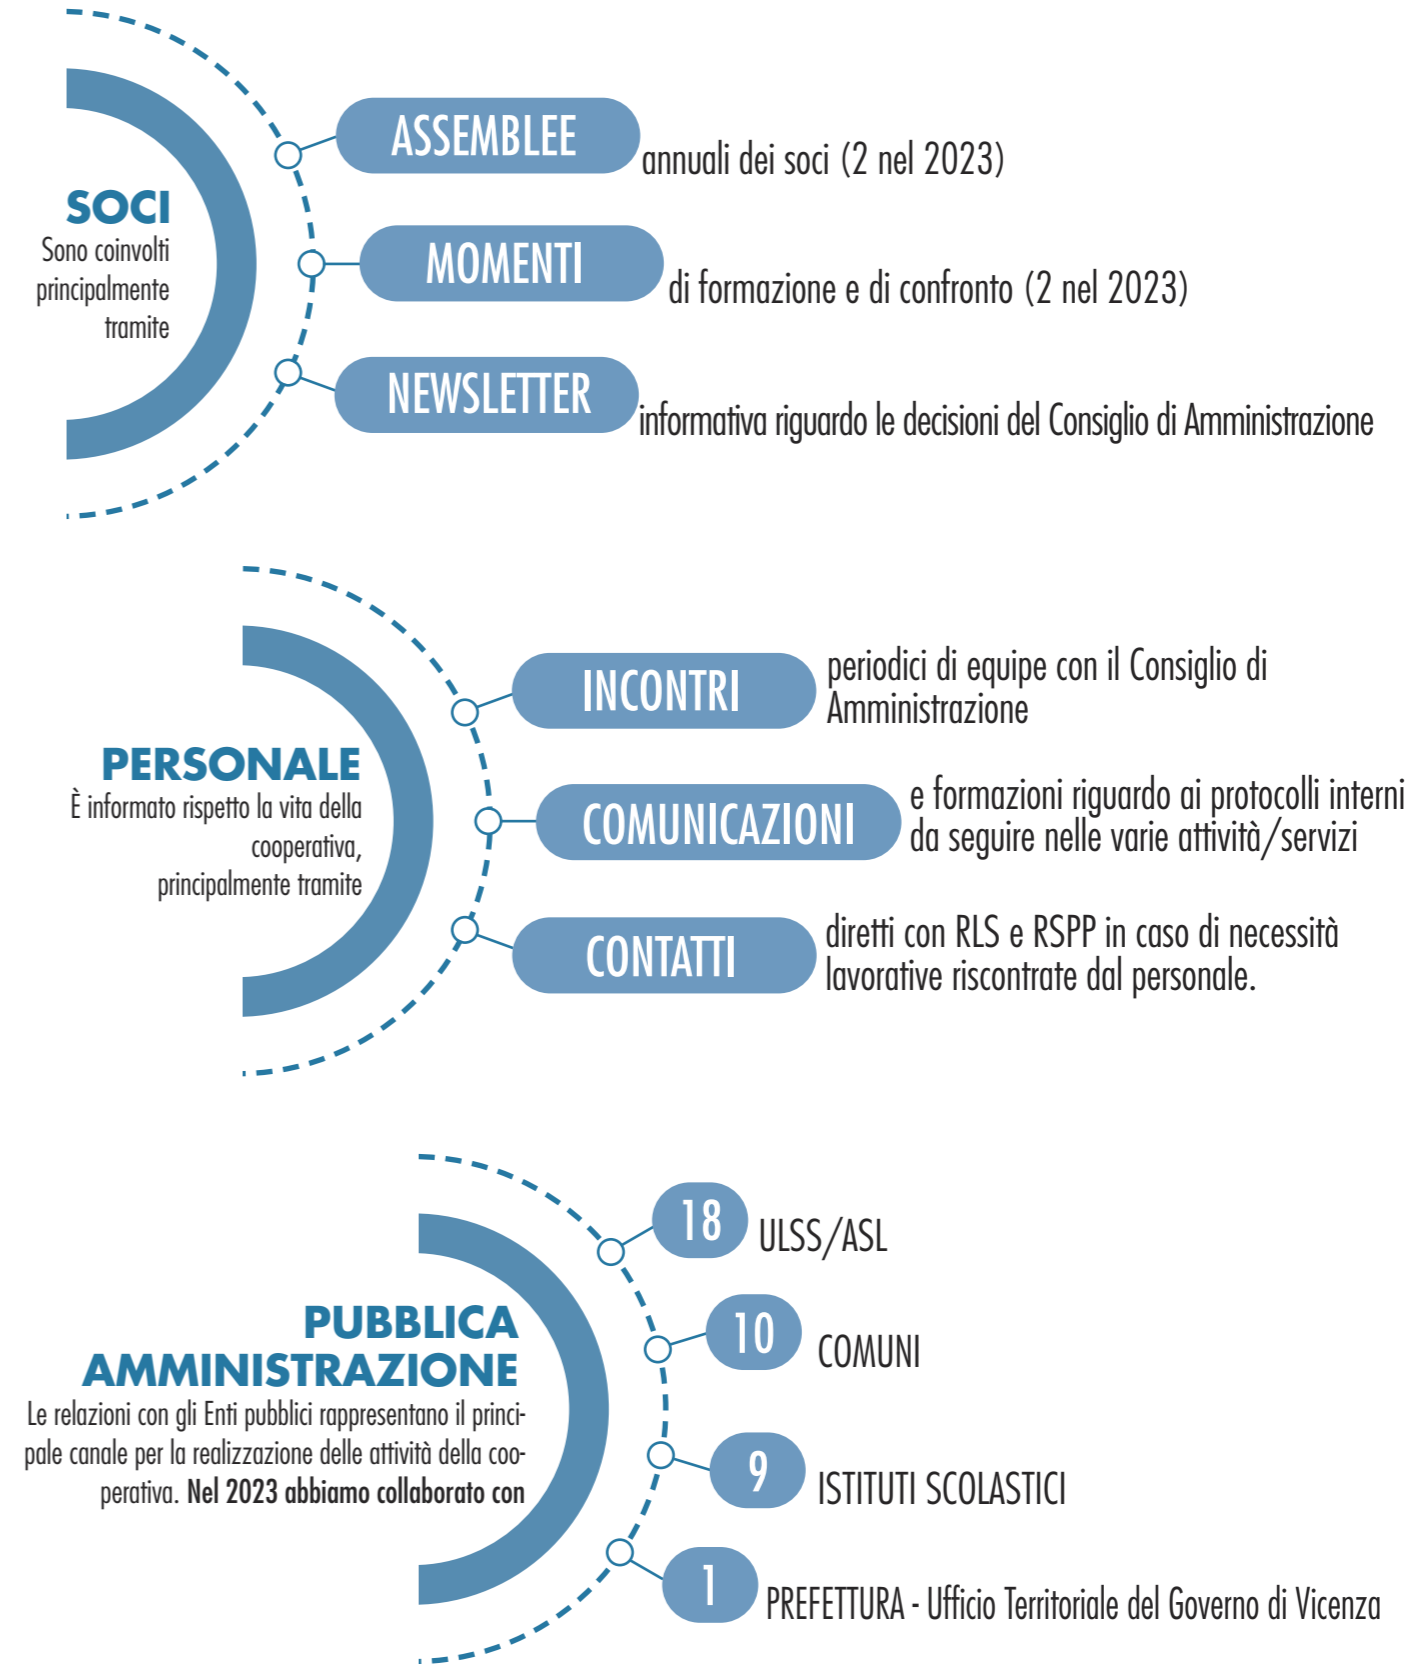 SOCI
Sono coinvolti
principalmente
tramite
ASSEMBLEE
annuali dei soci (2 nel 2023)
MOMENTI
di formazione e di confronto (2 nel 2023)
NEWSLETTER
informativa riguardo le decisioni del Consiglio di Amministrazione
PERSONALE
È informato rispetto la vita della
cooperativa,
principalmente tramite
INCONTRI
periodici di equipe con il Consiglio di
Amministrazione
COMUNICAZIONI
e formazioni riguardo ai protocolli interni
da seguire nelle varie attività/servizi
CONTATTI
diretti con RLS e RSPP in caso di necessità
lavorative riscontrate dal personale.
PUBBLICA
AMMINISTRAZIONE
Le relazioni con gli Enti pubblici rappresentano il princi-
pale canale per la realizzazione delle attività della coo-
perativa. Nel 2023 abbiamo collaborato con
18 ULSS/ASL
10 COMUNI
9 ISTITUTI SCOLASTICI
1 PREFETTURA - Ufficio Territoriale del Governo di Vicenza